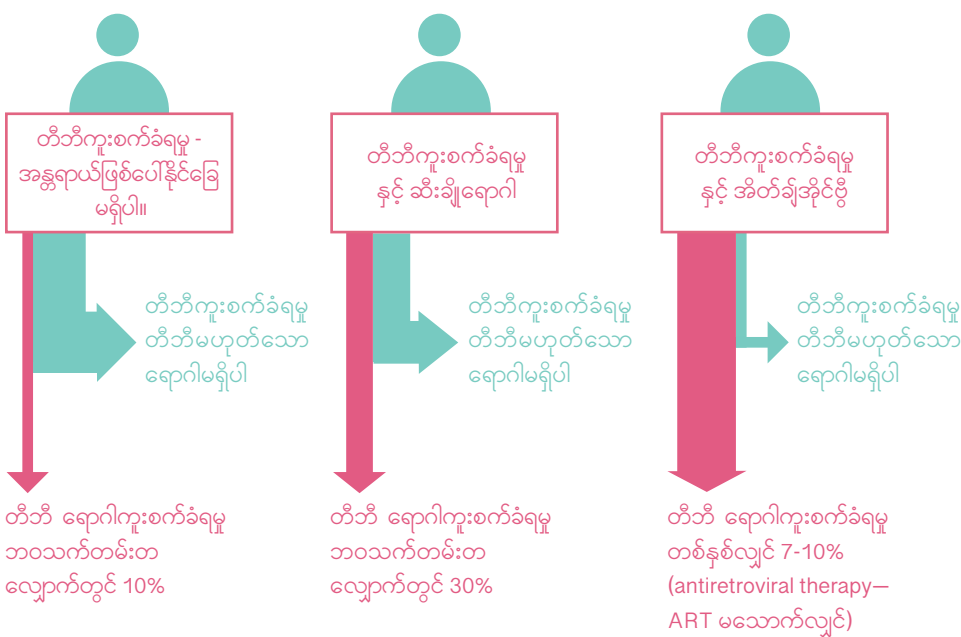 တီဘီကူးစက်ခံရမှု -
အန္တရာယ်ဖြစ်ပေါ်နိုင်ခြေ
မရှိပါ။
တီဘီကူးစက်ခံရမှု
တီဘီမဟုတ်သော
ရောဂါမရှိပါ
တီဘီ ရောဂါကူးစက်ခံရမှု
ဘဝသက်တမ်းတ
လျှောက်တွင် 10%
တီဘီကူးစက်ခံရမှု
နှင့် ဆီးချိုရောဂါ
တီဘီကူးစက်ခံရမှု
တီဘီမဟုတ်သော
ရောဂါမရှိပါ
တီဘီ ရောဂါကူးစက်ခံရမှု
ဘဝသက်တမ်းတ
လျှောက်တွင် 30%
တီဘီကူးစက်ခံရမှု
နှင့် အိတ်ချ်အိုင်ဗွီ
တီဘီကူးစက်ခံရမှု
တီဘီမဟုတ်သော
ရောဂါမရှိပါ
တီဘီ ရောဂါကူးစက်ခံရမှု
တစ်နှစ်လျှင် 7-10%
(antiretroviral therapy—
ART မသောက်လျှင်)